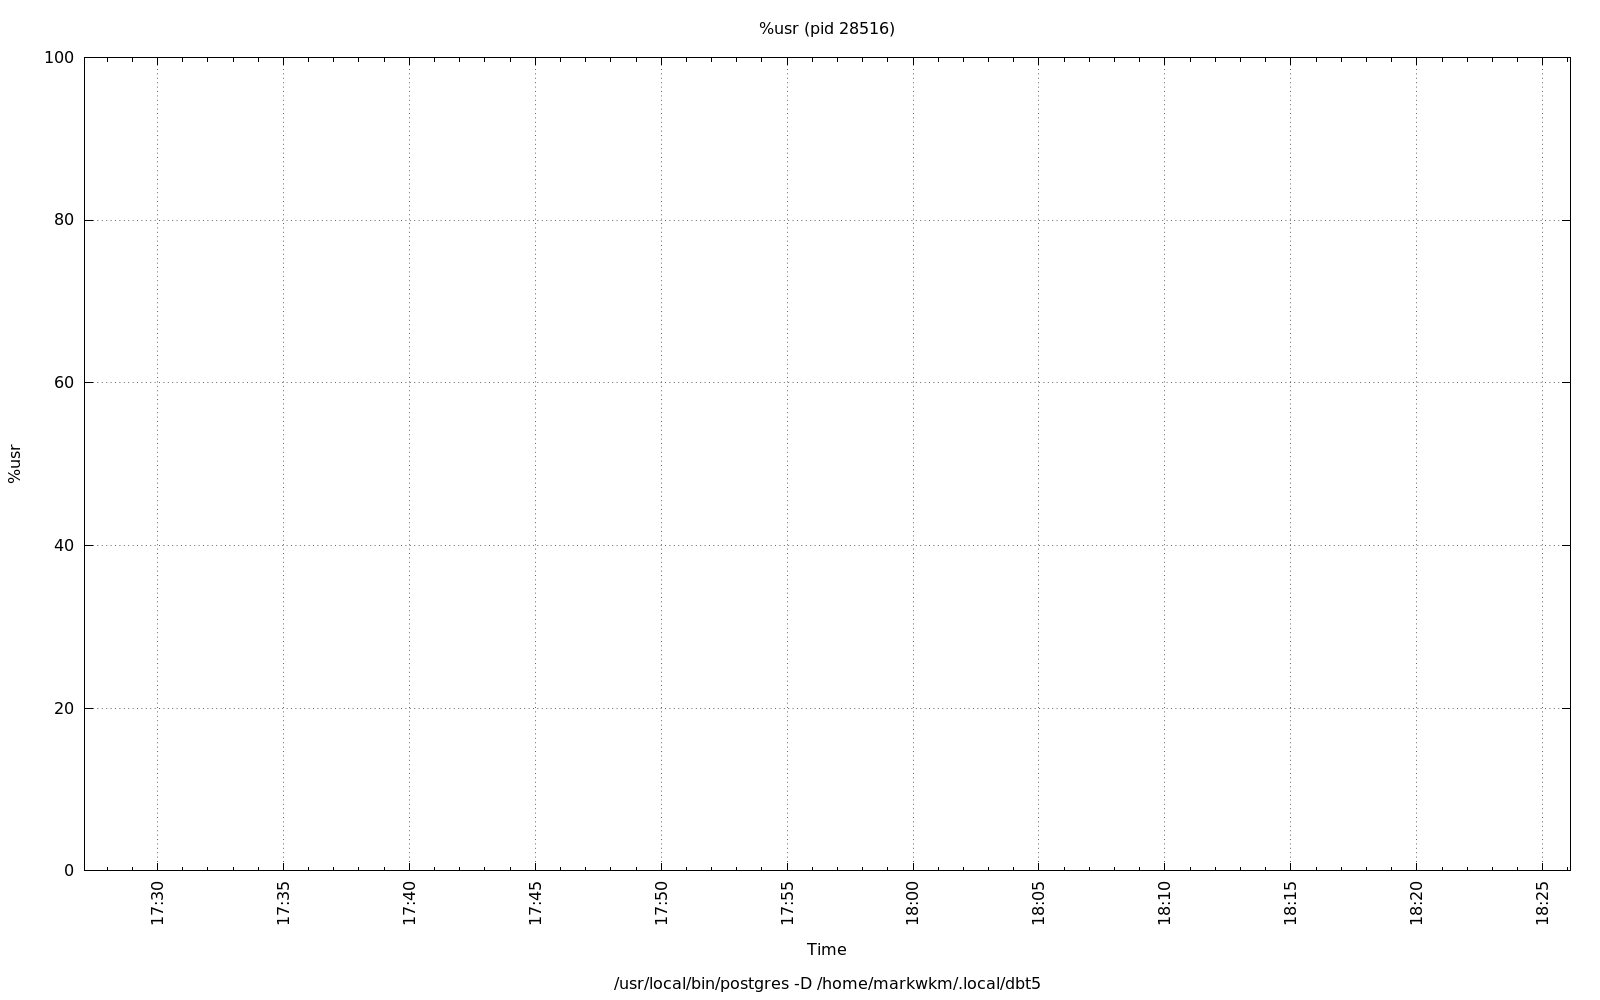 %usr (pid 28516)
100
80
60
40
20
0
%usr
17:30 17:35 17:40 17:45 17:50 17:55 18:00 18:05 18:10 18:15 18:20 18:25
Time
/usr/local/bin/postgres -D /home/markwkm/.local/dbt5